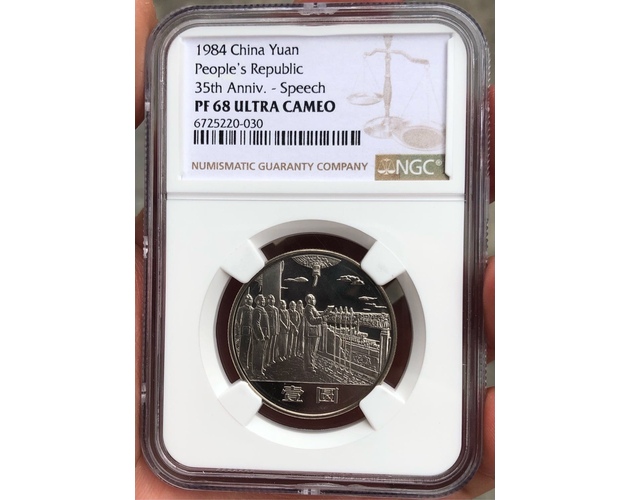 1984 China Yuan
People's Republic
35th Anniv. - Speech
PF 68 ULTRA CAMEO
6725220-030
NUMISMATIC GUARANTY COMPANY
NGC®
壹圆